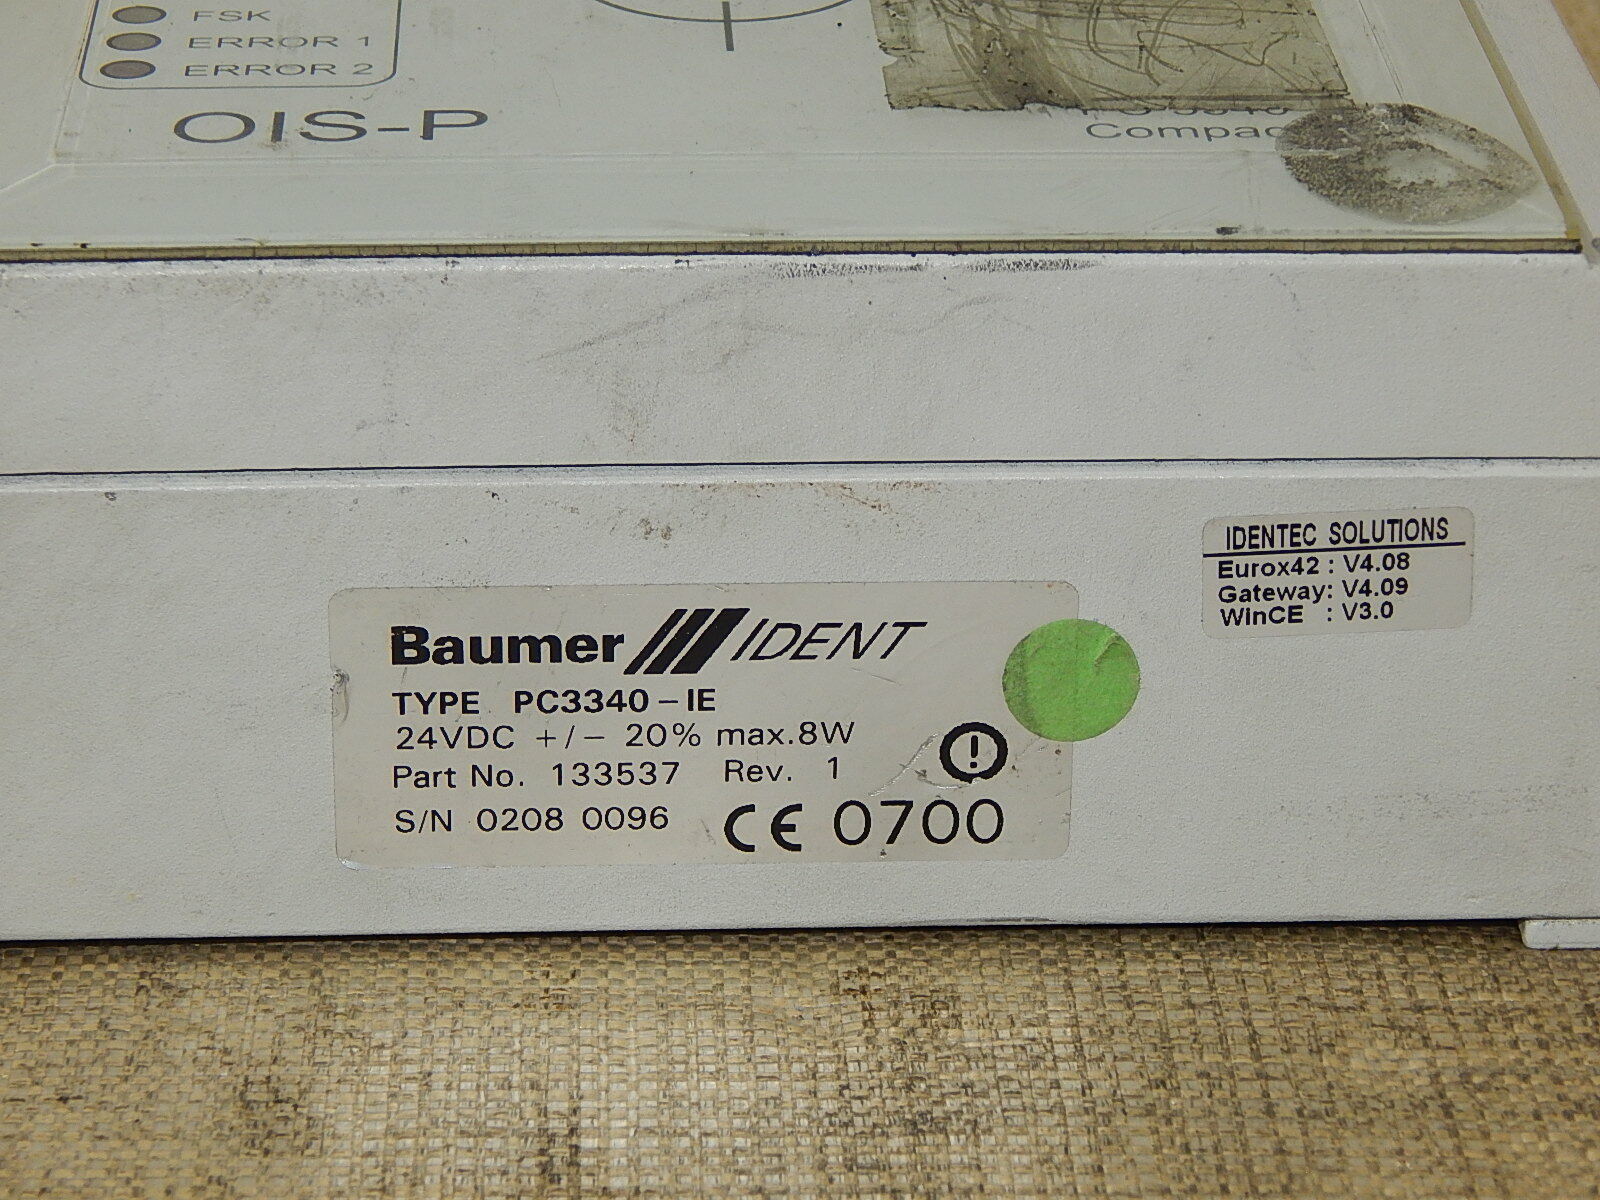 FSK
ERROR 1
ERROR 2
OIS-P
IDENTEC SOLUTIONS
Eurox42 : V4.08
Gateway: V4.09
WinCE : V3.0
Baumer IDENT
TYPE PC3340-IE
24VDC +/- 20% max.8W
Part No. 133537 Rev. 1
S/N 0208 0096 CE 0700